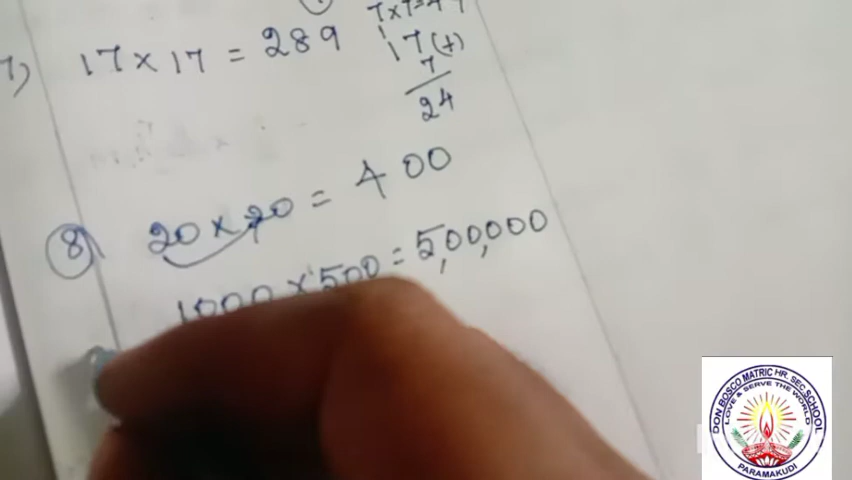 7) 17 × 17 = 289
7×7=49
17(+)
7
24
8) 20 × 20 = 400
1000 × 500 = 5,00,000
DON BOSCO MATRIC HR. SEC. SCHOOL
LOVE & SERVE THE WORLD
PARAMAKUDI